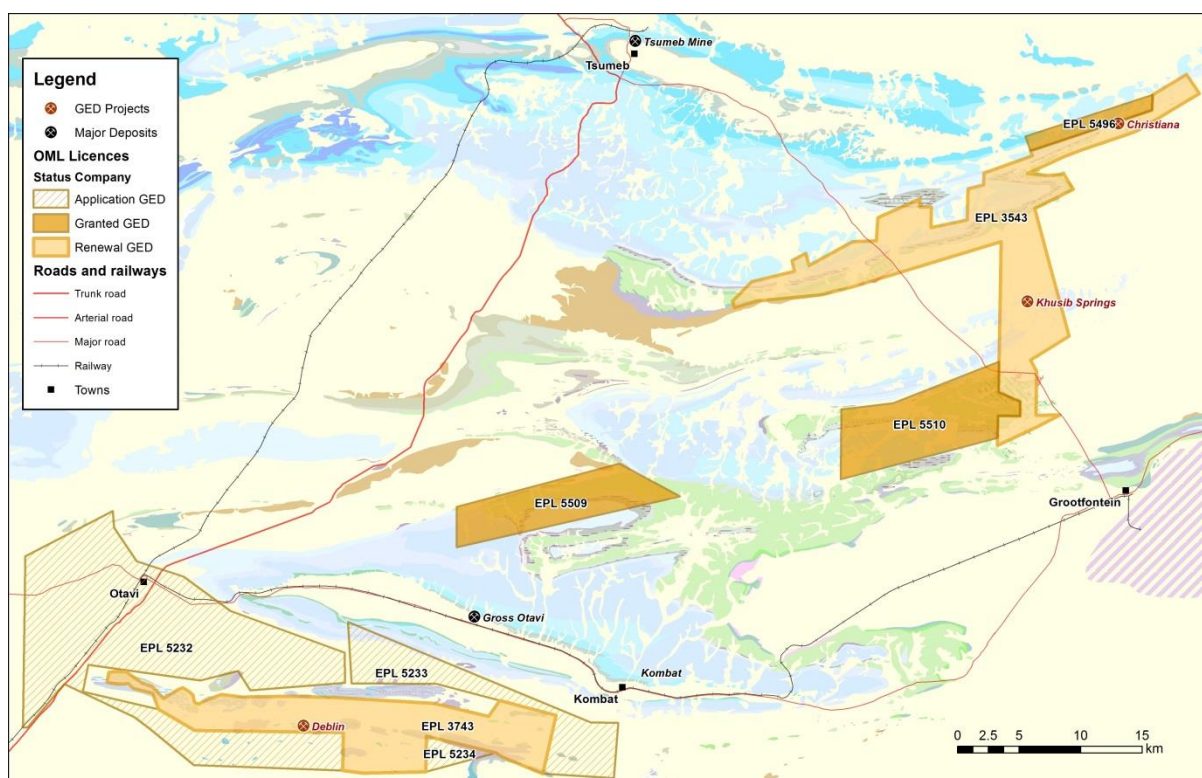 Legend
GED Projects
Major Deposits
OML Licences
Status Company
Application GED
Granted GED
Renewal GED
Roads and railways
Trunk road
Arterial road
Major road
Railway
Towns
Tsumeb Mine
Tsumeb
EPL 5496
Christiana
EPL 3543
Khusib Springs
EPL 5510
EPL 5509
Grootfontein
Otavi
Gross Otavi
EPL 5232
EPL 5233
Kombat
Kombat
Deblin
EPL 3743
EPL 5234
0 2.5 5 10 15
km